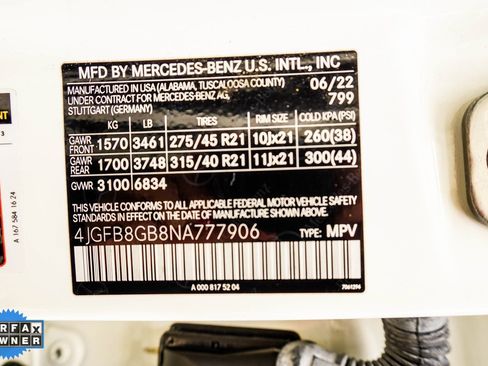 MFD BY MERCEDES-BENZ U.S. INTL., INC
MANUFACTURED IN USA (ALABAMA, TUSCALOOSA COUNTY) 06/22
UNDER CONTRACT FOR MERCEDES-BENZ AG, 799
STUTTGART (GERMANY)
KG LB TIRES RIM SIZE COLD KPA(PSI)
GAWR FRONT 1570 3461 275/45 R21 10Jx21 260(38)
GAWR REAR 1700 3748 315/40 R21 11Jx21 300(44)
GVWR 3100 6834
THIS VEHICLE CONFORMS TO ALL APPLICABLE FEDERAL MOTOR VEHICLE SAFETY
STANDARDS IN EFFECT ON THE DATE OF MANUFACTURE SHOWN ABOVE.
4JGFB8GB8NA777906 TYPE: MPV
A 000 817 52 04
A 167 584 16 24